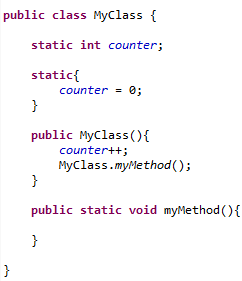 public class MyClass {
static int counter;
static{
counter = 0;
}
public MyClass(){
counter++;
MyClass.myMethod();
}
public static void myMethod(){
}
}